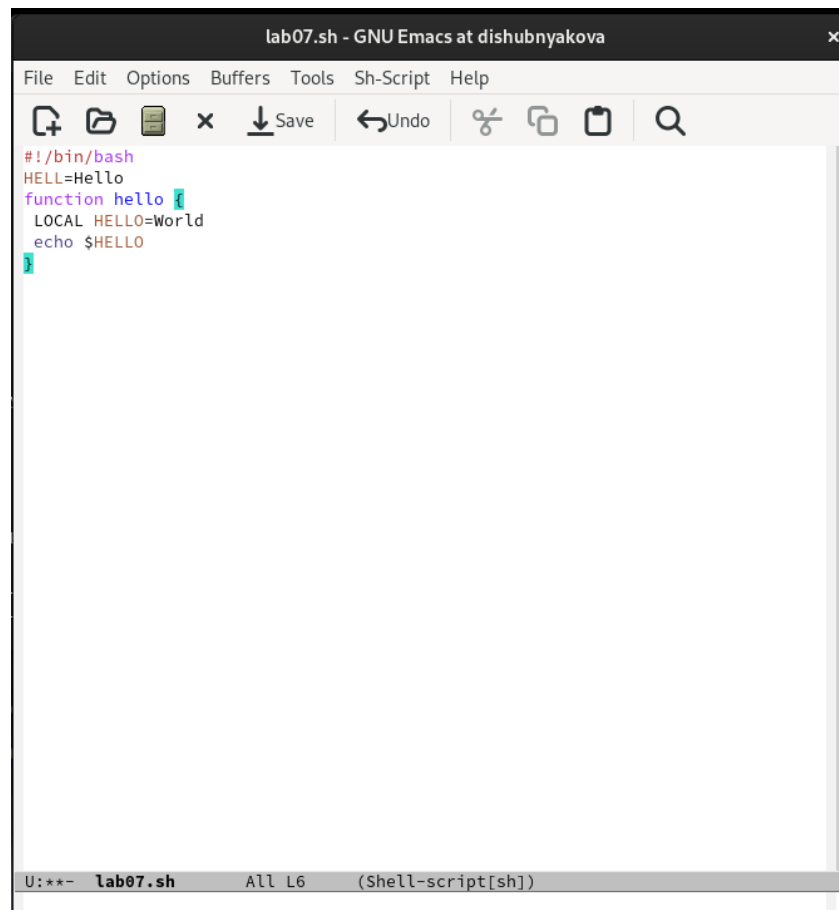 lab07.sh - GNU Emacs at dishubnyakova ×
File Edit Options Buffers Tools Sh-Script Help
Save Undo
#!/bin/bash
HELL=Hello
function hello {
 LOCAL HELLO=World
 echo $HELLO
}
U:**- lab07.sh All L6 (Shell-script[sh])